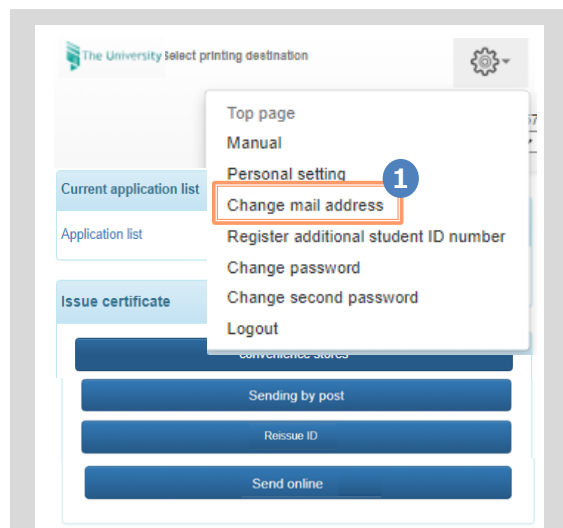 The University Select printing destination
Top page
Manual
Personal setting
1
Change mail address
Register additional student ID number
Change password
Change second password
Logout
Current application list
Application list
Issue certificate
convenience stores
Sending by post
Reissue ID
Send online